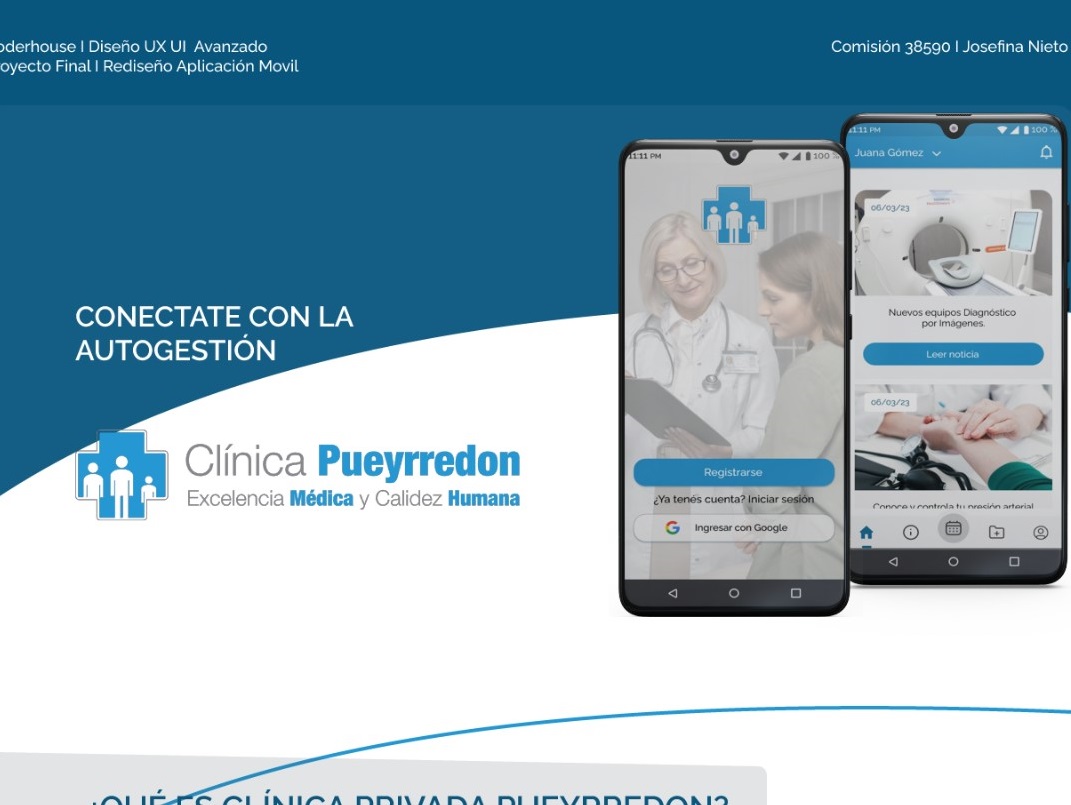 Diseño UX UI Avanzado
Comisión 38590 I Josefina Nieto
Proyecto Final I Rediseño Aplicación Movil
11:11 PM
100 %
Juana Gómez
11:11 PM
100
06/03/23
CONECTATE CON LA
AUTOGESTIÓN
Nuevos equipos Diagnóstico
por Imágenes.
Leer noticia
06/03/23
Clínica Pueyrredon
Excelencia Médica y Calidez Humana
Registrarse
¿Ya tenés cuenta? Iniciar sesión
Conoce y controla tu presión arterial
Ingresar con Google
¿QUÉ ES CLÍNICA PRIVADA PUEYRREDON?